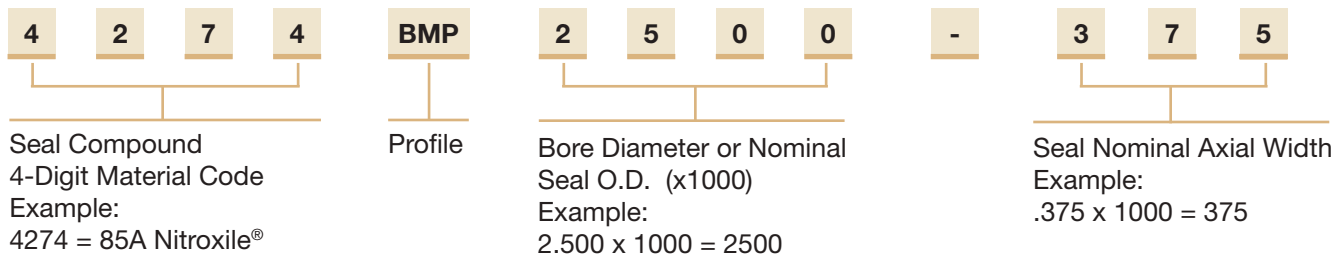 4 2 7 4 BMP 2 5 0 0 - 3 7 5
Seal Compound
4-Digit Material Code
Example:
4274 = 85A Nitroxile®
Profile
Bore Diameter or Nominal
Seal O.D. (x1000)
Example:
2.500 x 1000 = 2500
Seal Nominal Axial Width
Example:
.375 x 1000 = 375